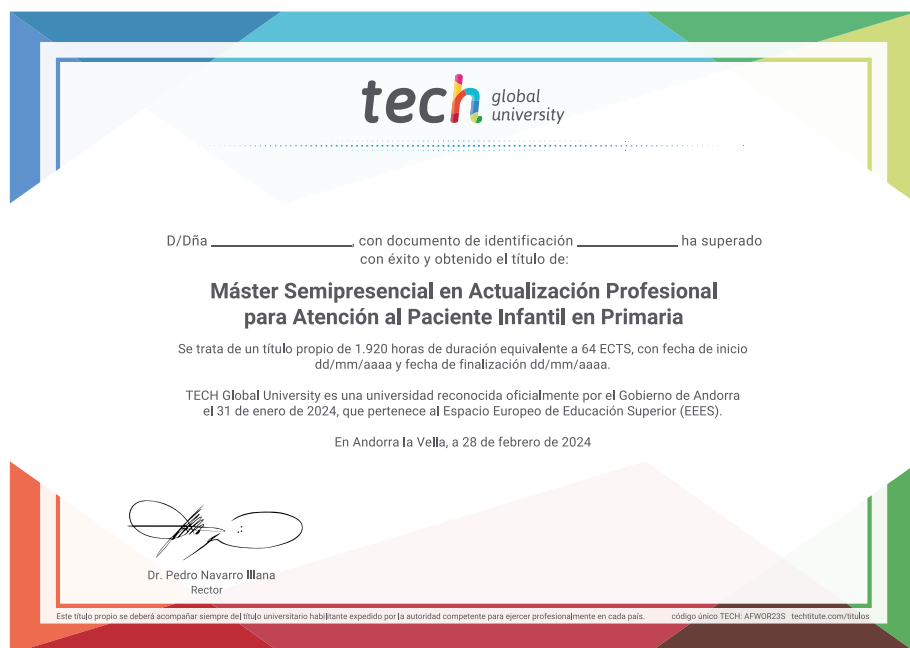 tech global university
D/Dña ____________________, con documento de identificación ______________ ha superado
con éxito y obtenido el título de:
Máster Semipresencial en Actualización Profesional
para Atención al Paciente Infantil en Primaria
Se trata de un título propio de 1.920 horas de duración equivalente a 64 ECTS, con fecha de inicio
dd/mm/aaaa y fecha de finalización dd/mm/aaaa.
TECH Global University es una universidad reconocida oficialmente por el Gobierno de Andorra
el 31 de enero de 2024, que pertenece al Espacio Europeo de Educación Superior (EEES).
En Andorra la Vella, a 28 de febrero de 2024
Dr. Pedro Navarro Illana
Rector
Este título propio se deberá acompañar siempre del título universitario habilitante expedido por la autoridad competente para ejercer profesionalmente en cada país. código único TECH: AFWOR23S techtitute.com/titulos